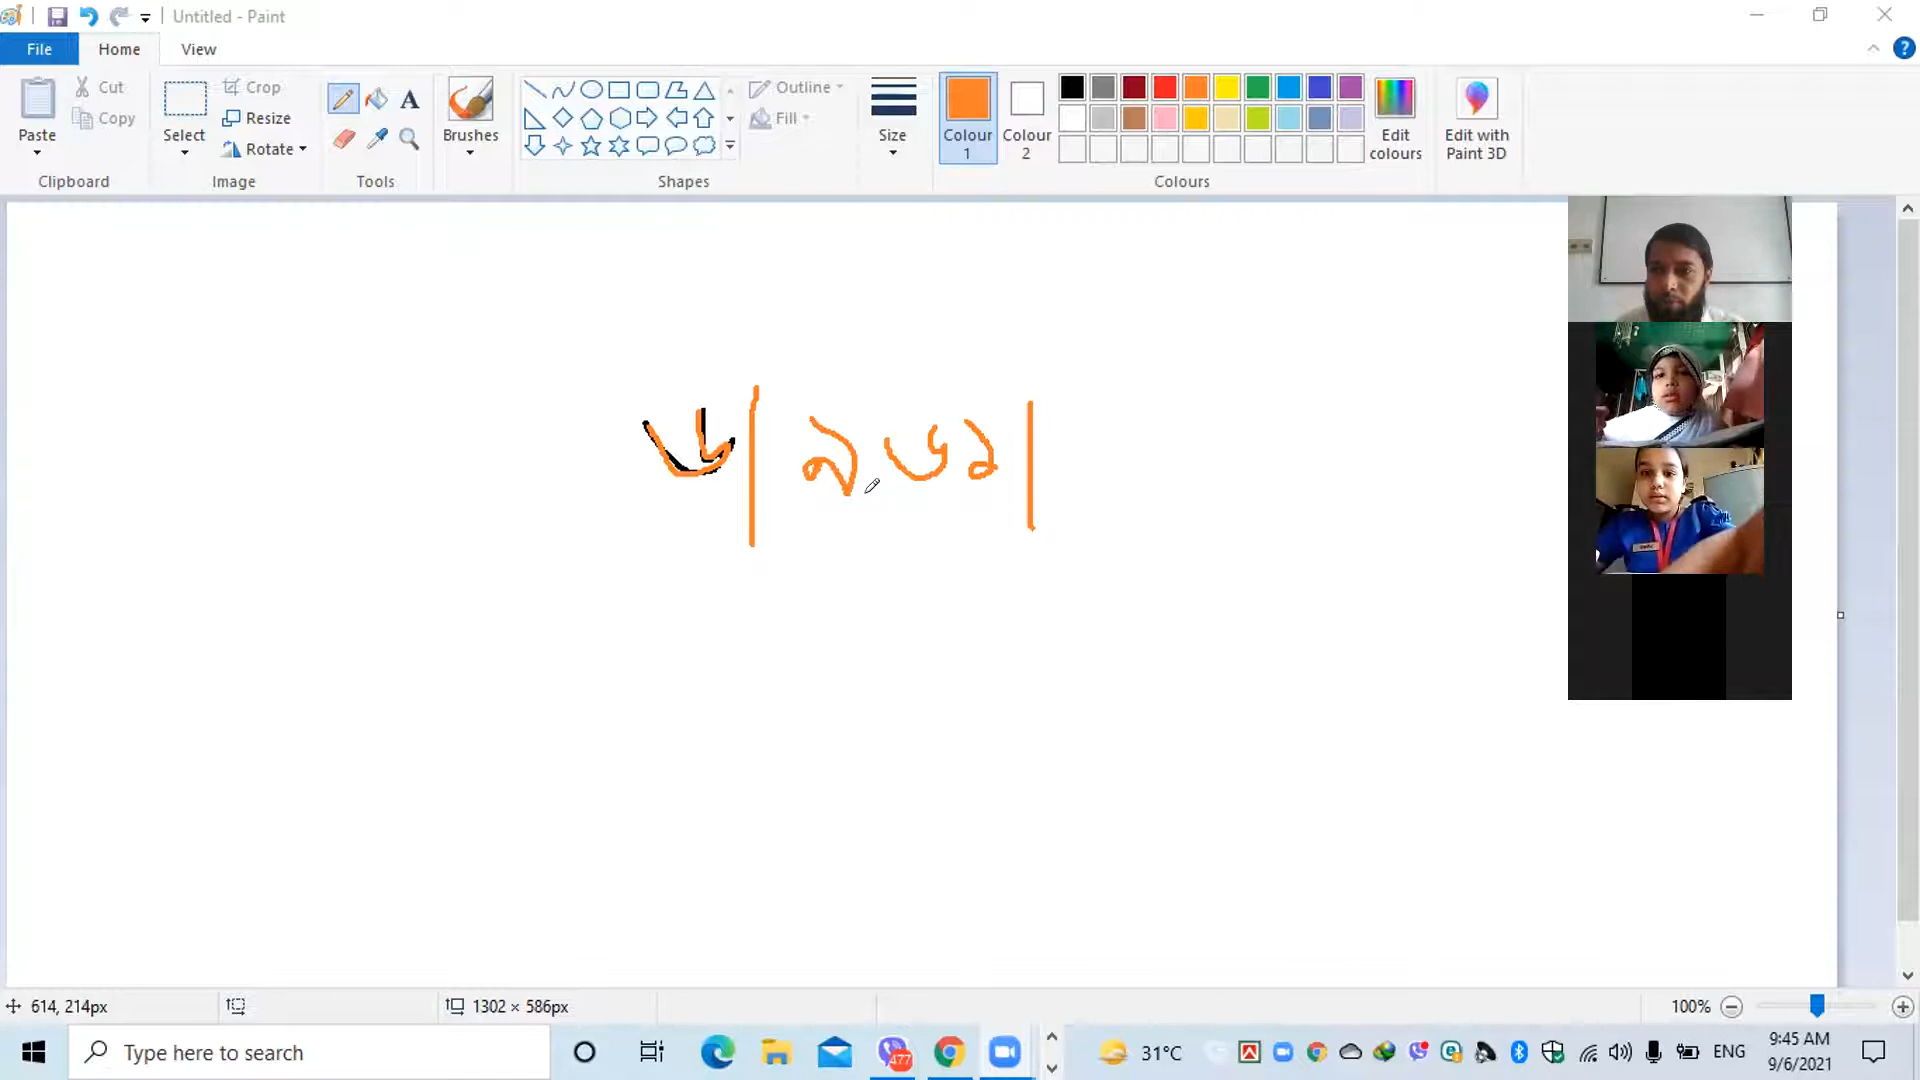 Untitled - Paint
File Home View
Paste Cut Copy Clipboard
Select Crop Resize Rotate Image
Tools
Brushes
Shapes
Outline Fill
Size
Colour 1 Colour 2
Edit colours
Colours
Edit with Paint 3D
৬| ৯৬১|
614, 214px 1302 × 586px 100%
Type here to search 477 31°C ENG 9:45 AM
9/6/2021